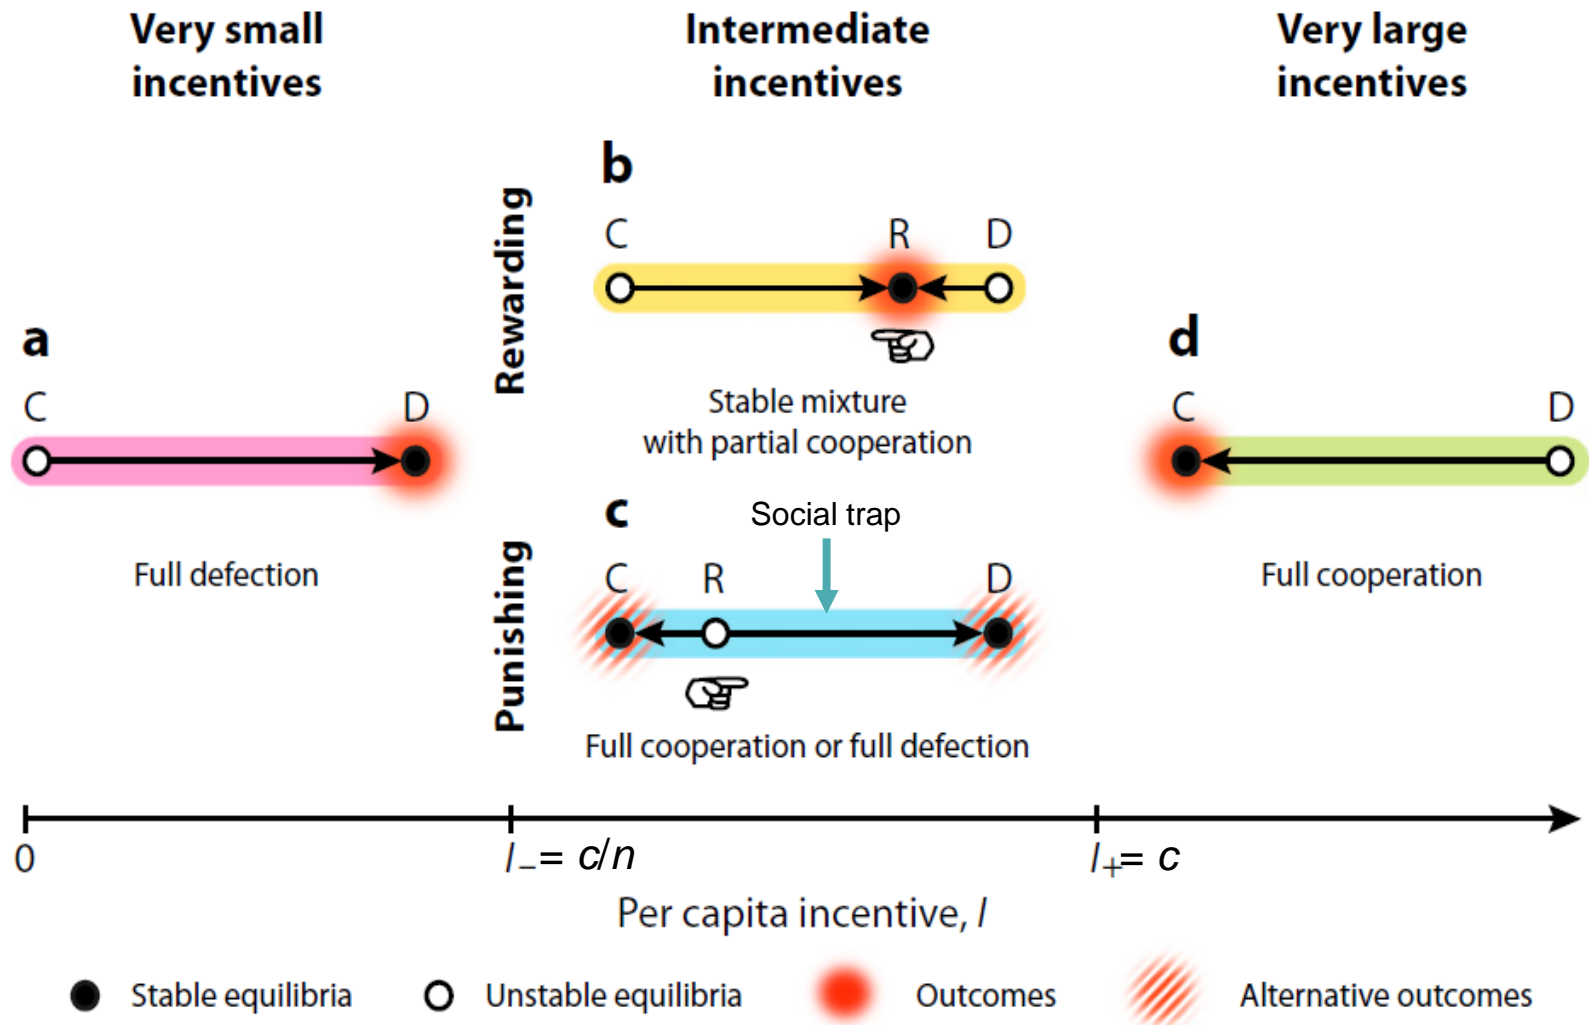 Very small
incentives
Intermediate
incentives
Very large
incentives
Rewarding
b
C R D
Stable mixture
with partial cooperation
a
C D
Full defection
d
C D
Full cooperation
Punishing
c
Social trap
C R D
Full cooperation or full defection
0 I₋ = c/n I₊= c
Per capita incentive, I
Stable equilibria Unstable equilibria Outcomes Alternative outcomes